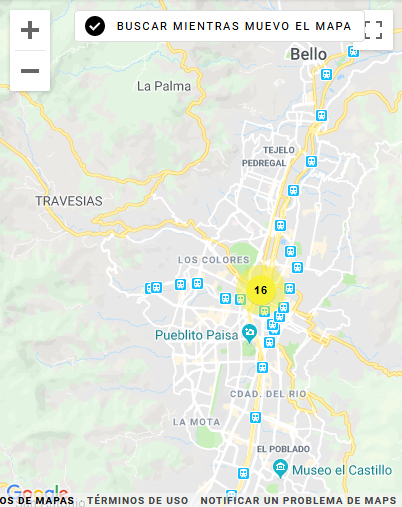 BUSCAR MIENTRAS MUEVO EL MAPA
Bello
La Palma
TEJELO
PEDREGAL
TRAVESIAS
LOS COLORES
16
Pueblito Paisa
CDAD. DEL RIO
LA MOTA
EL POBLADO
Museo el Castillo
Google
OS DE MAPAS TÉRMINOS DE USO NOTIFICAR UN PROBLEMA DE MAPS